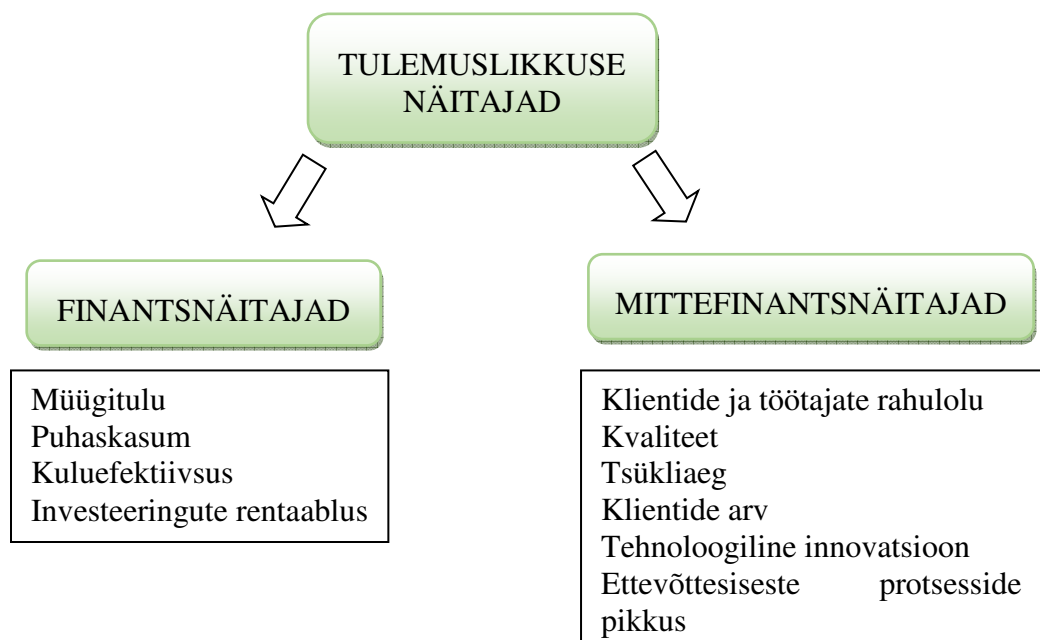 TULEMUSLIKKUSE
NÄITAJAD
FINANTSNÄITAJAD
Müügitulu
Puhaskasum
Kuluefektiivsus
Investeeringute rentaablus
MITTEFINANTSNÄITAJAD
Klientide ja töötajate rahulolu
Kvaliteet
Tsükliaeg
Klientide arv
Tehnoloogiline innovatsioon
Ettevõttesiseste protsesside
pikkus